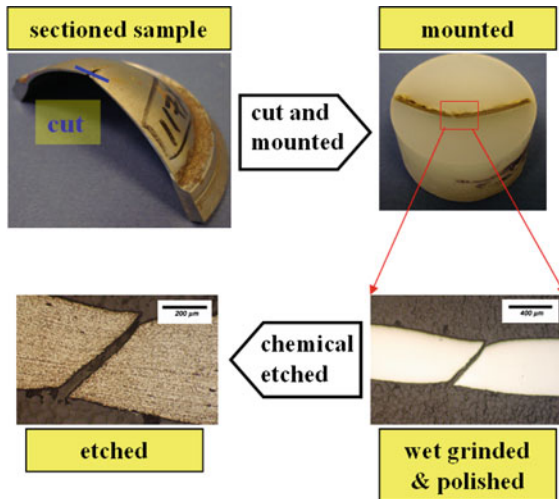 sectioned sample
mounted
cut
cut and
mounted
200 µm
400 µm
chemical
etched
etched
wet grinded
& polished